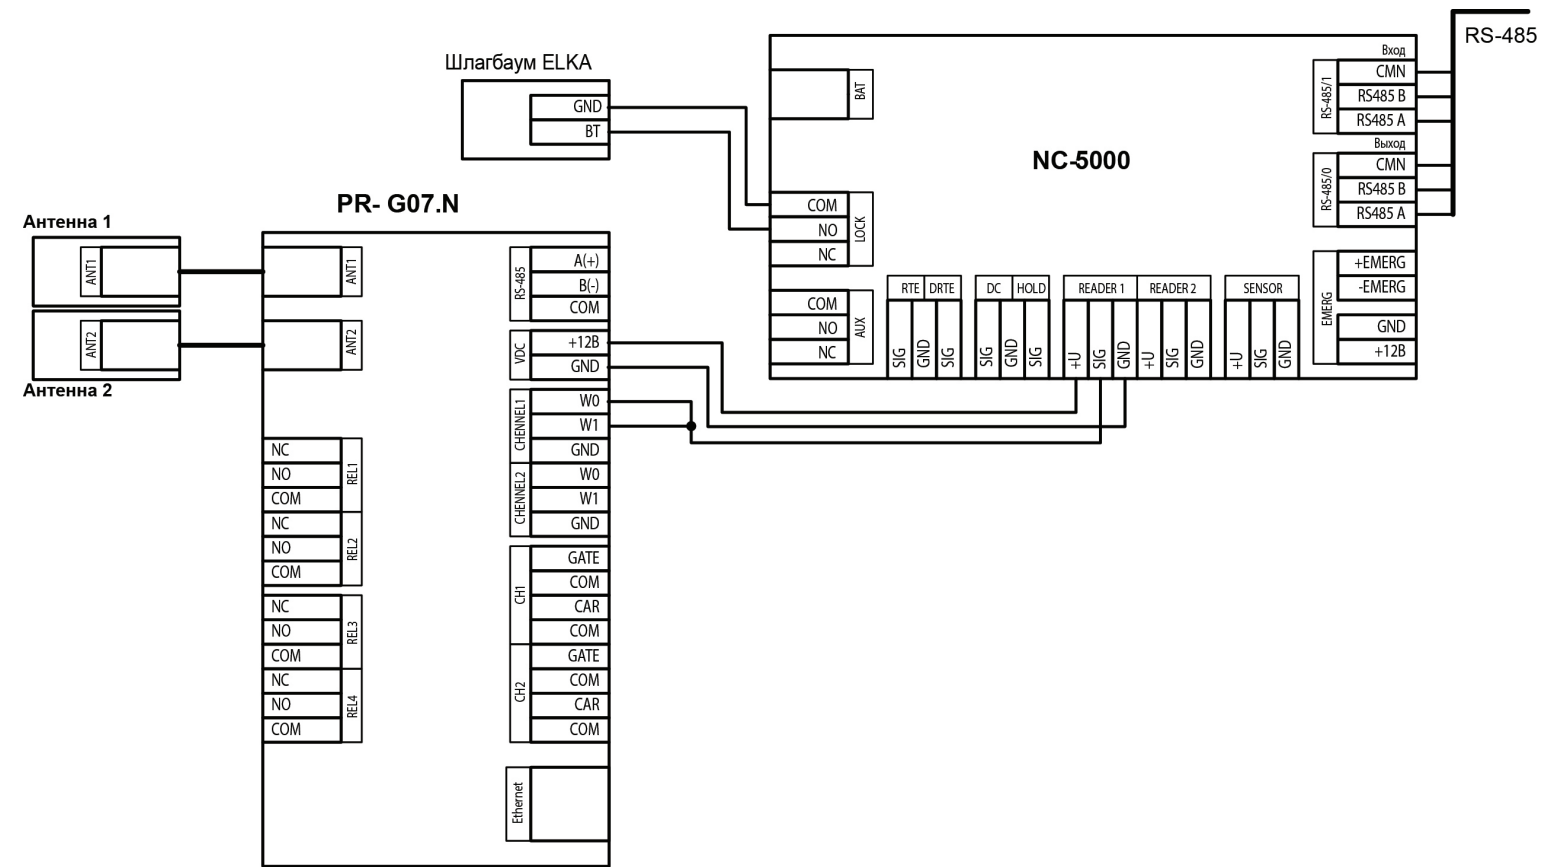 RS-485
Шлагбаум ELKA
GND
BT
NC-5000
BAT
COM
NO
NC
LOCK
COM
NO
NC
AUX
Вход
CMN
RS485 B
RS485 A
RS-485/1
Выход
CMN
RS485 B
RS485 A
RS-485/0
+EMERG
-EMERG
GND
+12B
EMERG
RTE
DRTE
DC
HOLD
READER 1
READER 2
SENSOR
SIG
GND
SIG
SIG
GND
SIG
+U
SIG
GND
+U
SIG
GND
+U
SIG
GND
PR- G07.N
Антенна 1
ANT1
ANT2
Антенна 2
ANT1
ANT2
NC
NO
COM
REL1
NC
NO
COM
REL2
NC
NO
COM
REL3
NC
NO
COM
REL4
RS-485
A(+)
B(-)
COM
VDC
+12B
GND
CHENNEL1
W0
W1
GND
CHENNEL2
W0
W1
GND
CH1
GATE
COM
CAR
COM
CH2
GATE
COM
CAR
COM
Ethernet